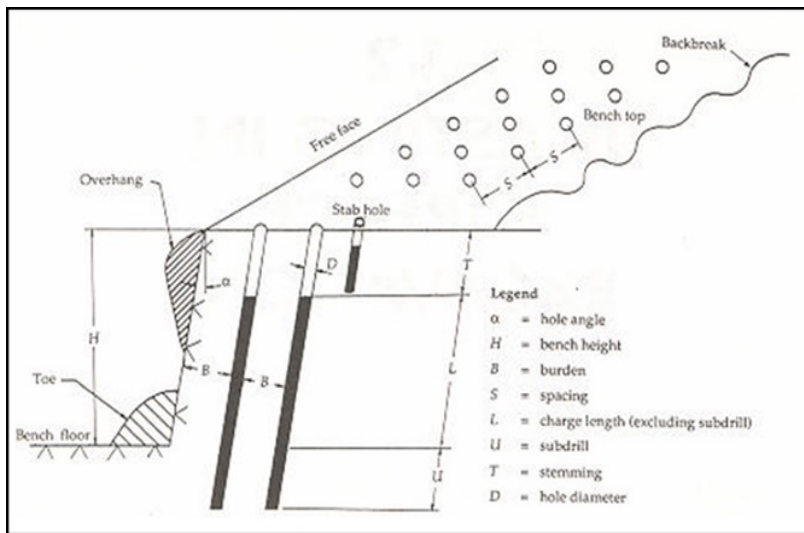 Backbreak
Free face
Bench top
Overhang
S
S
Stab hole
D
α
T
H
B
B
L
Toe
Bench floor
U
Legend
α = hole angle
H = bench height
B = burden
S = spacing
L = charge length (excluding subdrill)
U = subdrill
T = stemming
D = hole diameter